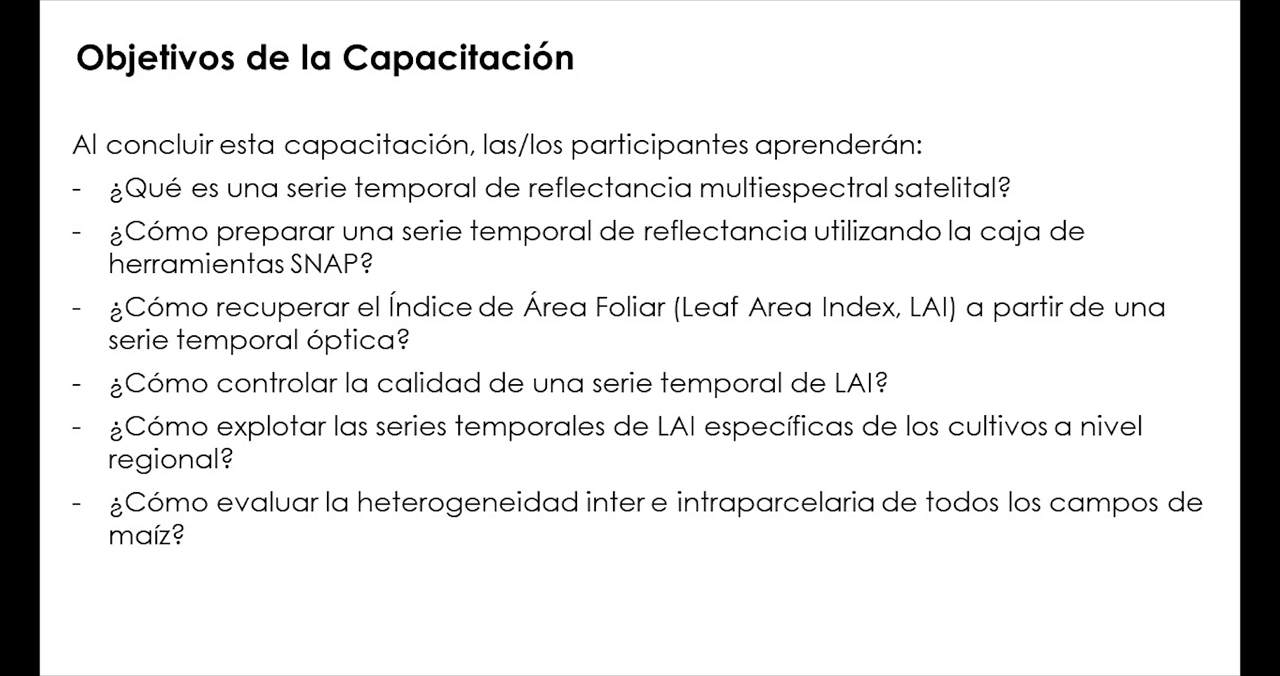 Objetivos de la Capacitación
Al concluir esta capacitación, las/los participantes aprenderán:
- ¿Qué es una serie temporal de reflectancia multiespectral satelital?
- ¿Cómo preparar una serie temporal de reflectancia utilizando la caja de
herramientas SNAP?
- ¿Cómo recuperar el Índice de Área Foliar (Leaf Area Index, LAI) a partir de una
serie temporal óptica?
- ¿Cómo controlar la calidad de una serie temporal de LAI?
- ¿Cómo explotar las series temporales de LAI específicas de los cultivos a nivel
regional?
- ¿Cómo evaluar la heterogeneidad inter e intraparcelaria de todos los campos de
maíz?